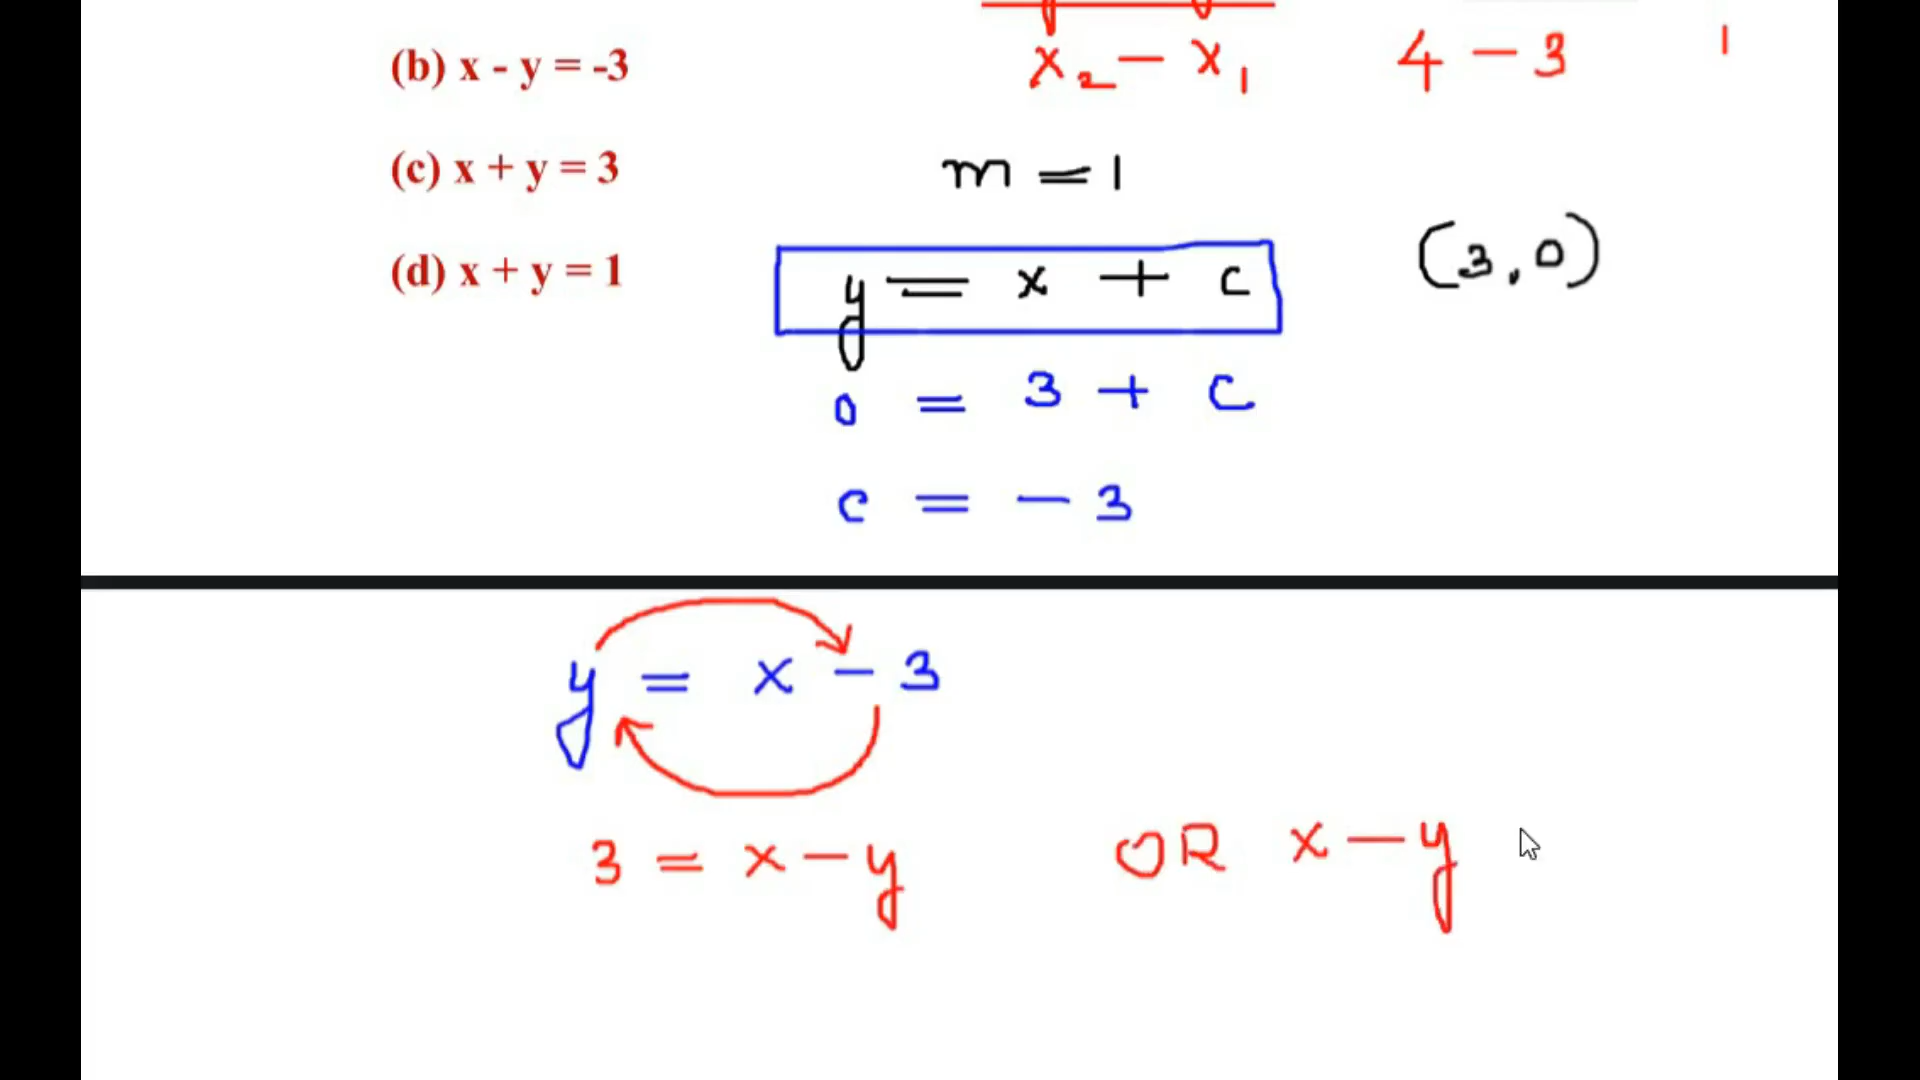 x₂ - x₁ 4 - 3 1
(b) x - y = -3
(c) x + y = 3
m = 1
(d) x + y = 1
y = x + c (3, 0)
0 = 3 + c
c = - 3
y = x - 3
3 = x - y OR x - y